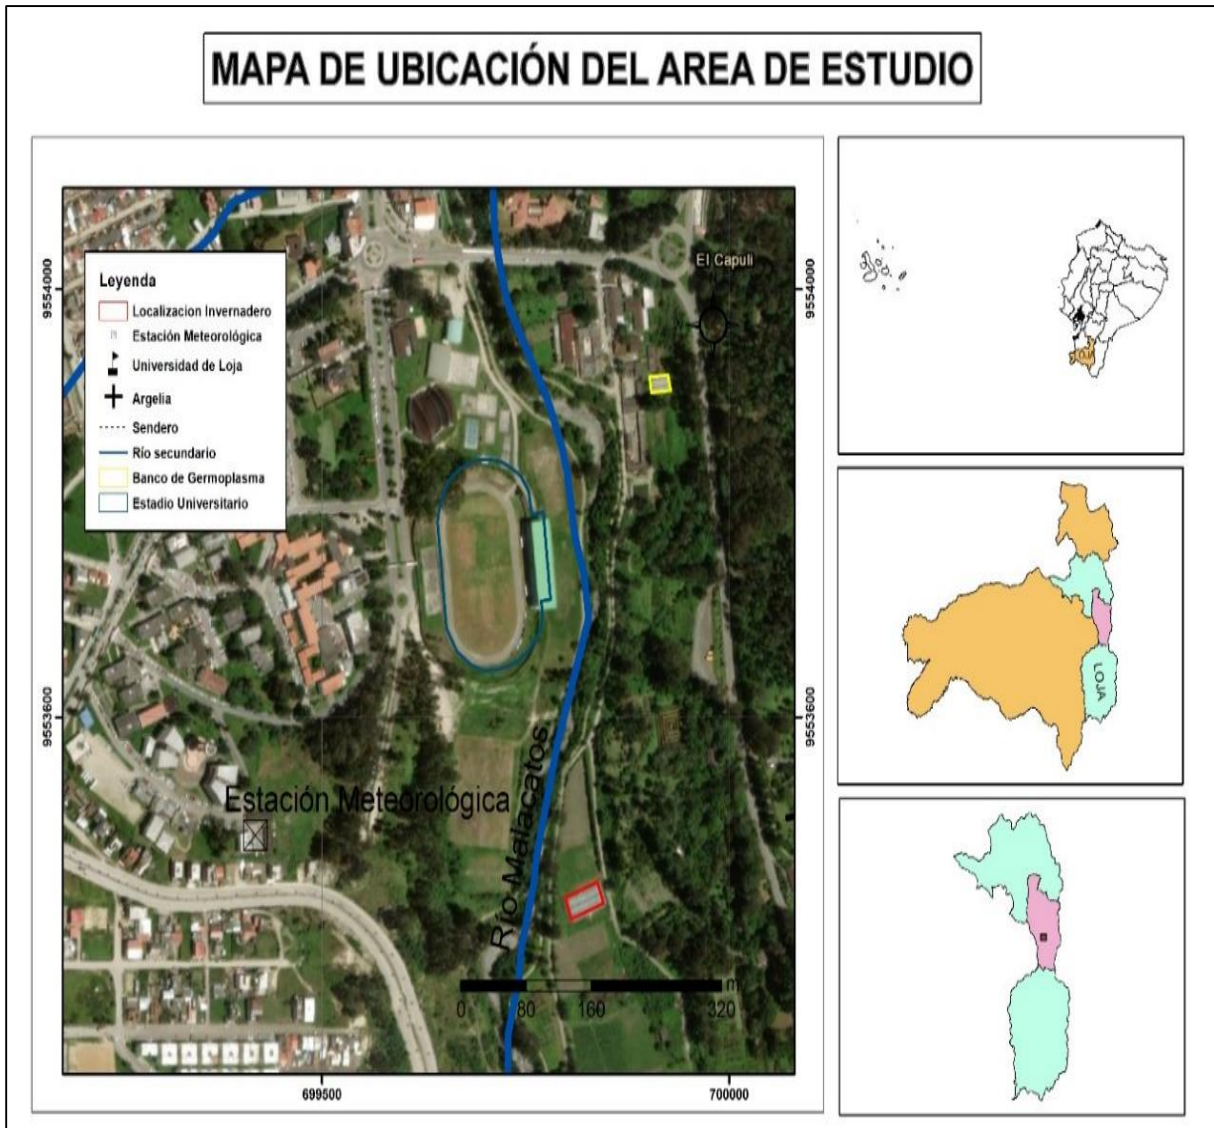 MAPA DE UBICACIÓN DEL AREA DE ESTUDIO
Leyenda
Localizacion Invernadero
Estación Meteorológica
Universidad de Loja
Argelia
Sendero
Río secundario
Banco de Germoplasma
Estadio Universitario
El Capuli
9554000
9554000
9553600
9553600
Estación Meteorológica
Río Malacatos
m
0 80 160 320
699500 700000
LOJA
LOJA